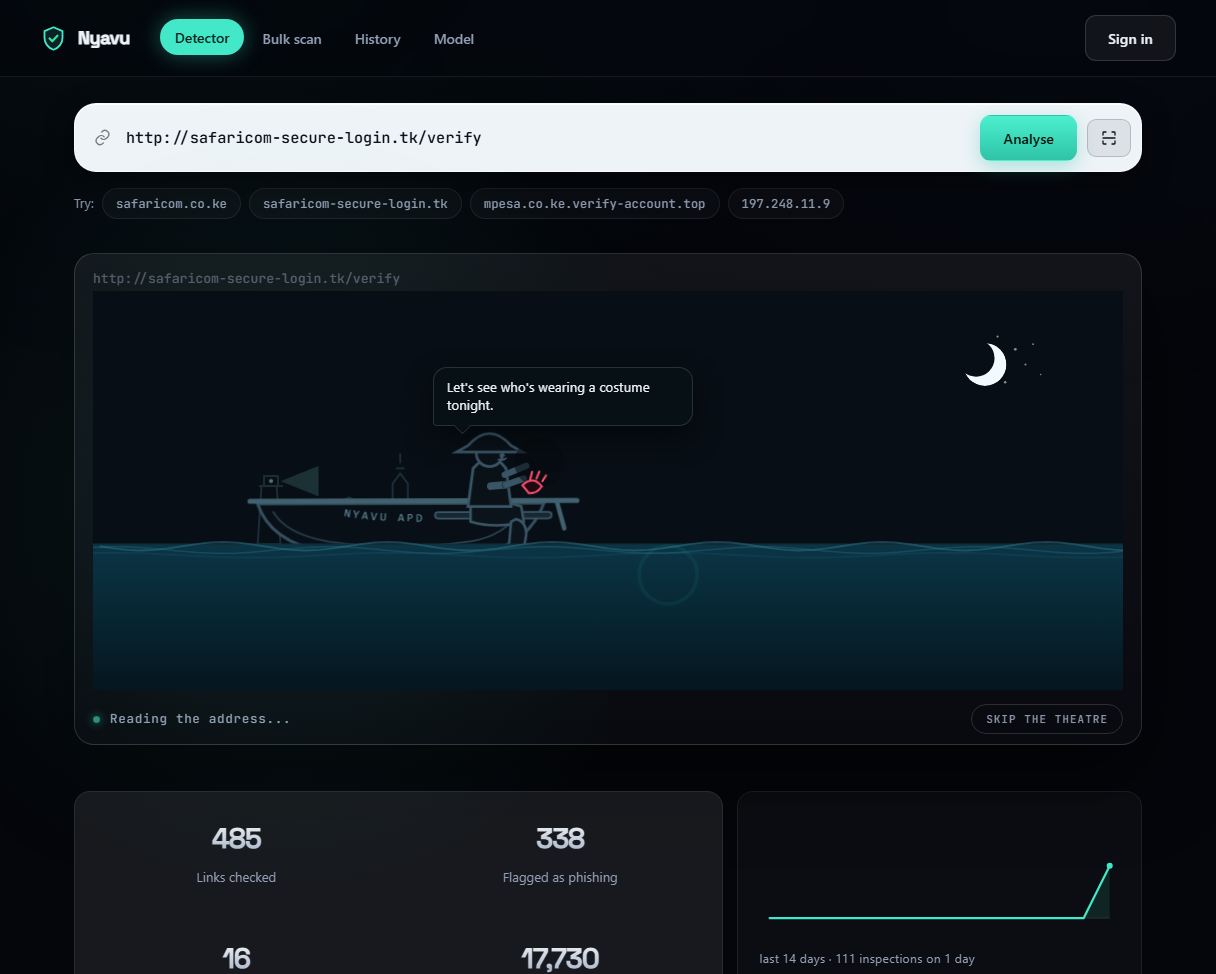 Nyavu
Detector
Bulk scan
History
Model
Sign in
http://safaricom-secure-login.tk/verify
Analyse
Try:
safaricom.co.ke
safaricom-secure-login.tk
mpesa.co.ke.verify-account.top
197.248.11.9
http://safaricom-secure-login.tk/verify
Let's see who's wearing a costume
tonight.
NYAVU APD
Reading the address...
SKIP THE THEATRE
485
Links checked
338
Flagged as phishing
16
17,730
last 14 days · 111 inspections on 1 day